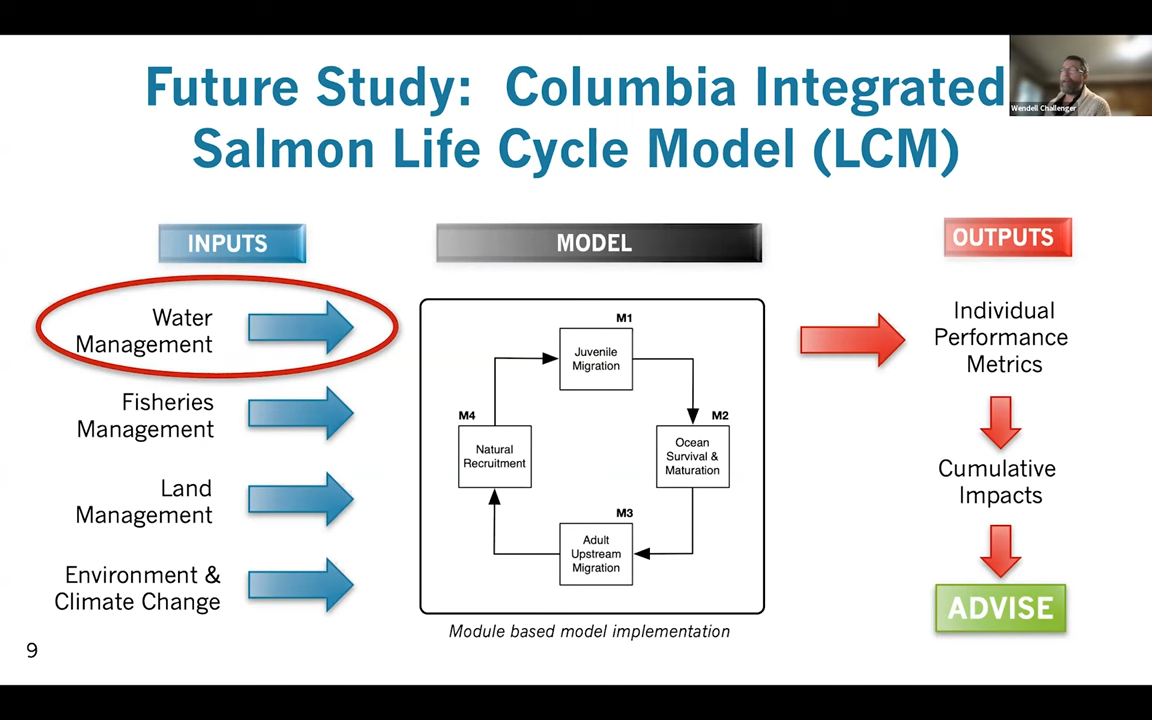 Future Study:  Columbia Integrated
Salmon Life Cycle Model (LCM)
Wendell Challenger
INPUTS
MODEL
OUTPUTS
Water
Management
Fisheries
Management
Land
Management
Environment &
Climate Change
M1
Juvenile
Migration
M2
Ocean
Survival &
Maturation
M3
Adult
Upstream
Migration
M4
Natural
Recruitment
Module based model implementation
Individual
Performance
Metrics
Cumulative
Impacts
ADVISE
9